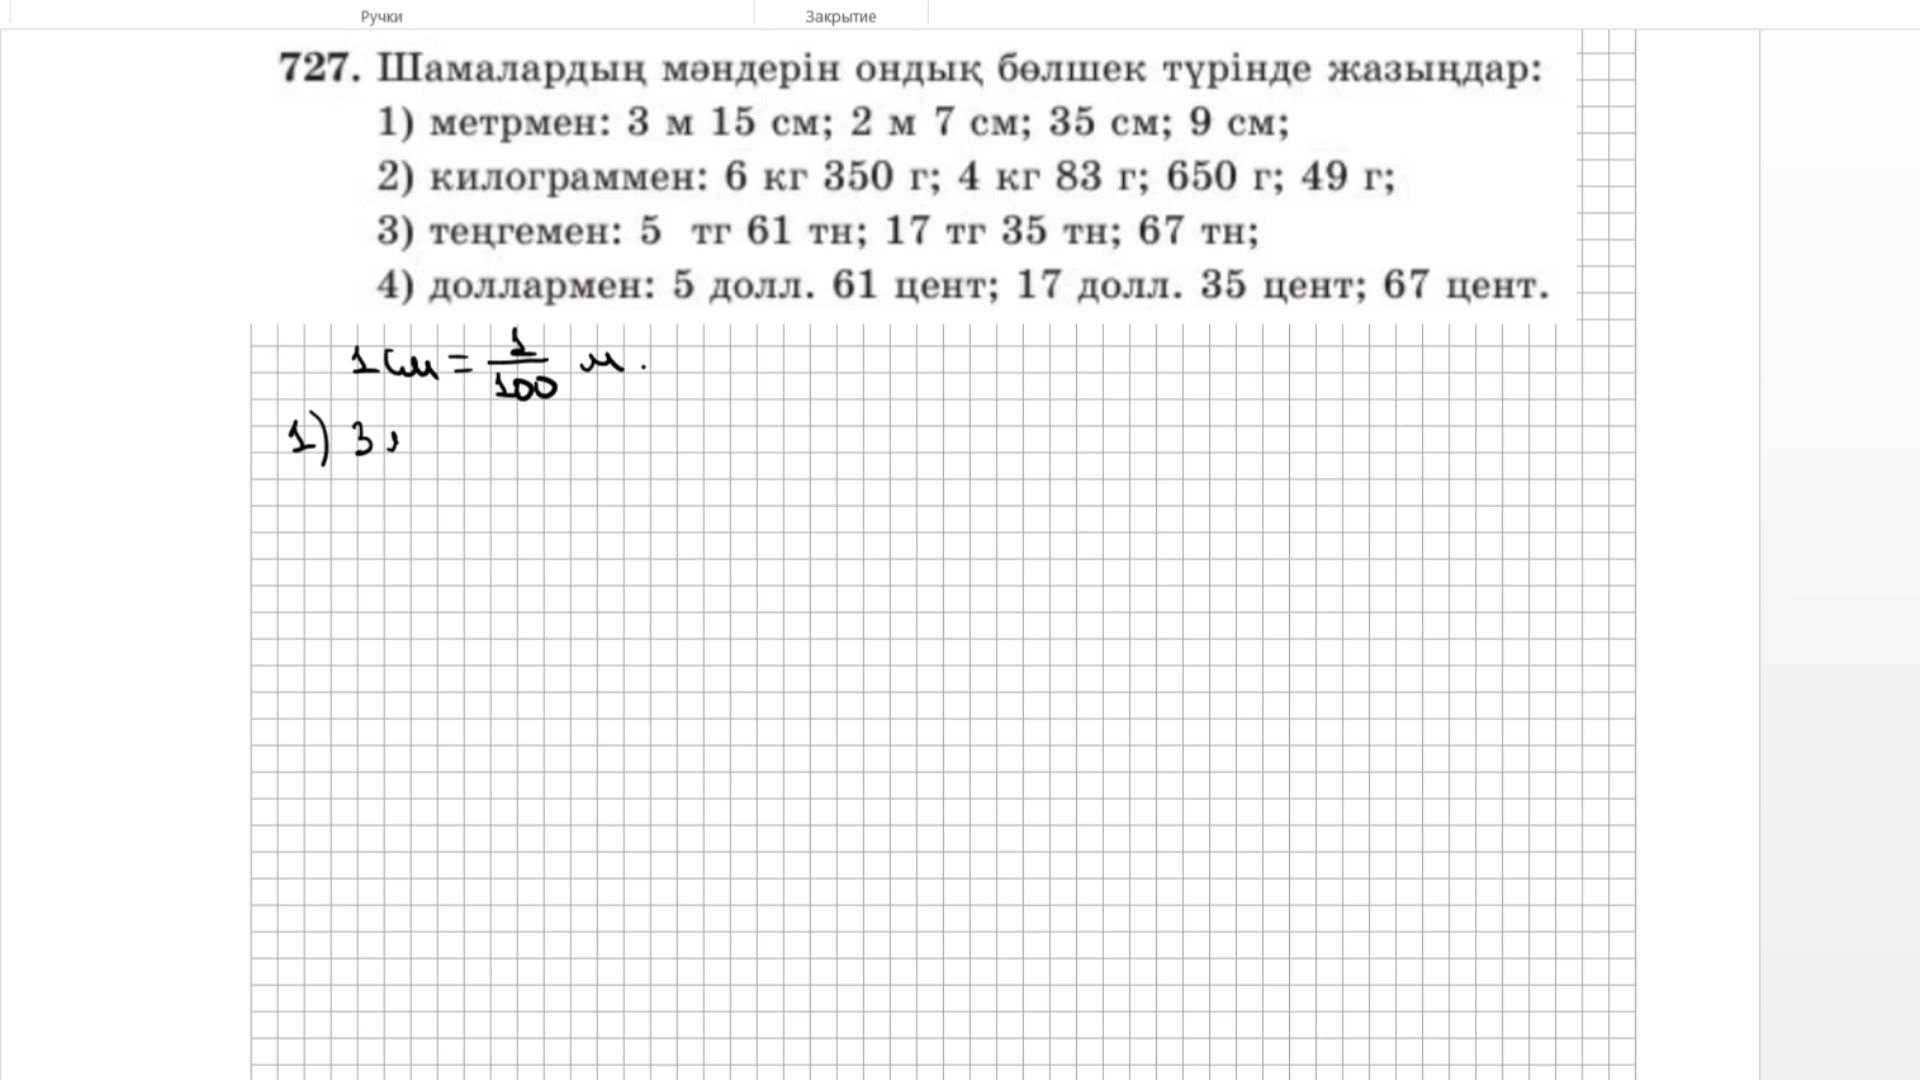 Ручки Закрытие
727. Шамалардың мәндерін ондық бөлшек түрінде жазыңдар:
1) метрмен: 3 м 15 см; 2 м 7 см; 35 см; 9 см;
2) килограммен: 6 кг 350 г; 4 кг 83 г; 650 г; 49 г;
3) теңгемен: 5 тг 61 тн; 17 тг 35 тн; 67 тн;
4) доллармен: 5 долл. 61 цент; 17 долл. 35 цент; 67 цент.
1 см = 1/100 м.
1) 3